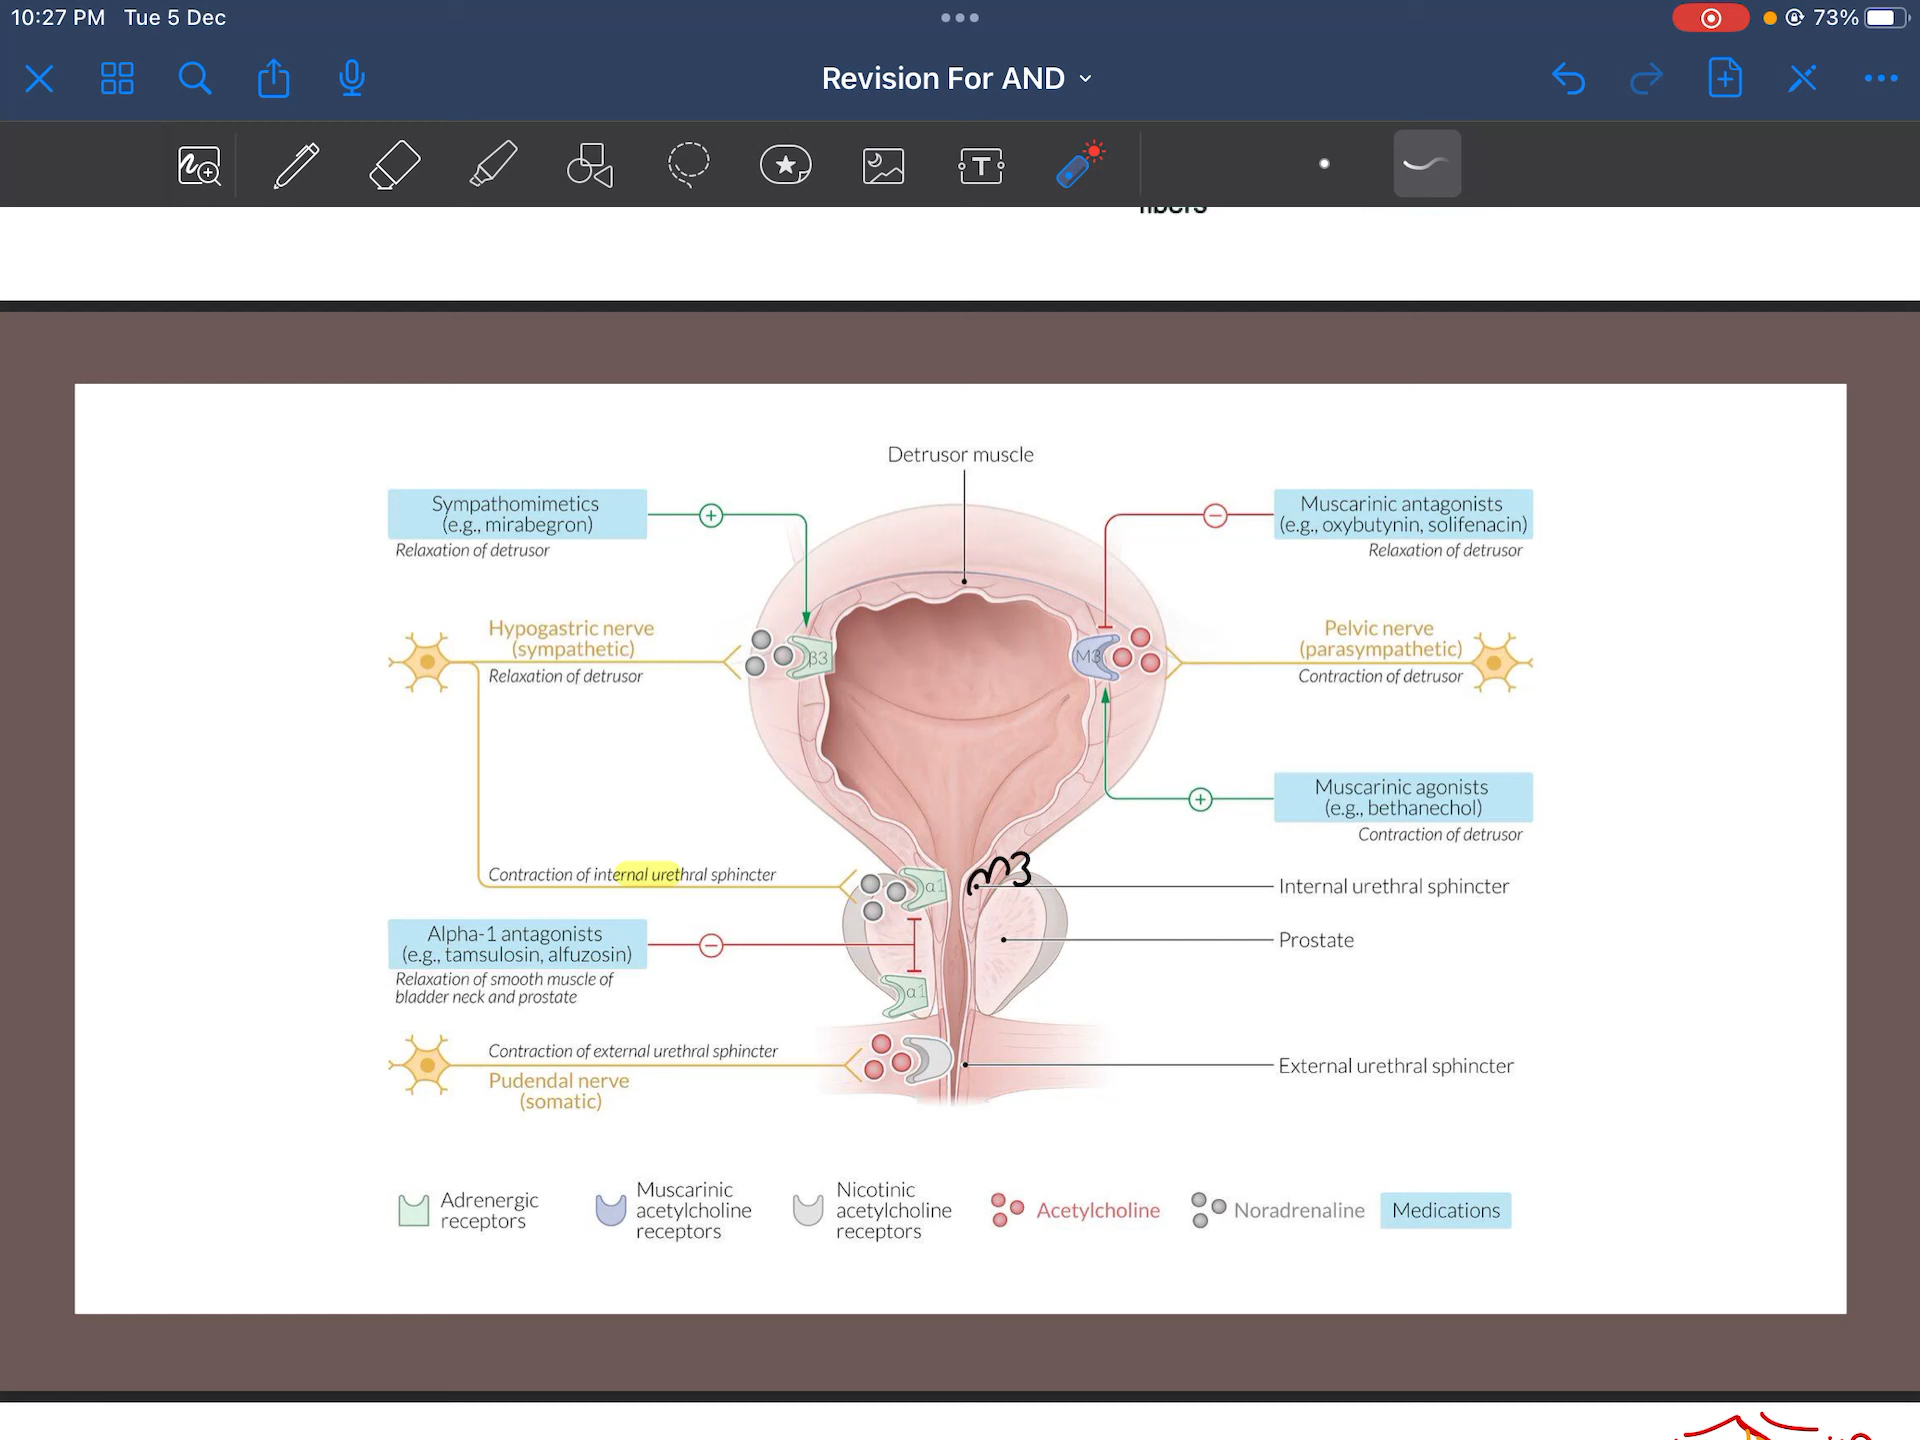 10:27 PM Tue 5 Dec
73%
Revision For AND
T
Detrusor muscle
Sympathomimetics
(e.g., mirabegron)
Relaxation of detrusor
Muscarinic antagonists
(e.g., oxybutynin, solifenacin)
Relaxation of detrusor
Hypogastric nerve
(sympathetic)
Relaxation of detrusor
β3
M3
Pelvic nerve
(parasympathetic)
Contraction of detrusor
Muscarinic agonists
(e.g., bethanechol)
Contraction of detrusor
Contraction of internal urethral sphincter
α1
M3
Internal urethral sphincter
Alpha-1 antagonists
(e.g., tamsulosin, alfuzosin)
Relaxation of smooth muscle of
bladder neck and prostate
Prostate
α1
Contraction of external urethral sphincter
Pudendal nerve
(somatic)
External urethral sphincter
Adrenergic
receptors
Muscarinic
acetylcholine
receptors
Nicotinic
acetylcholine
receptors
Acetylcholine
Noradrenaline
Medications